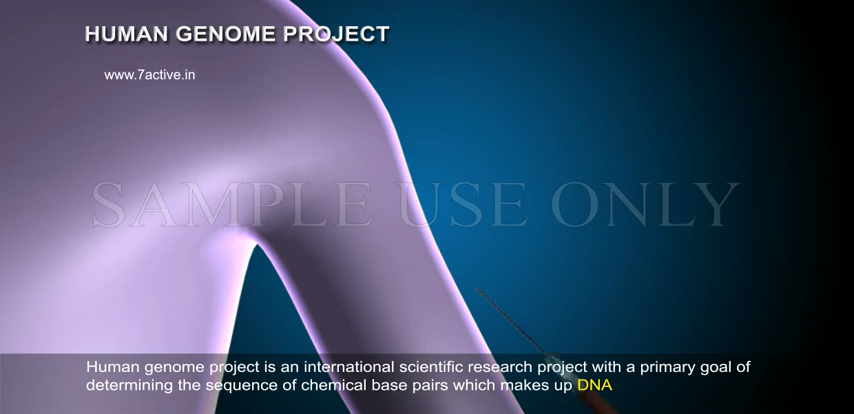 HUMAN GENOME PROJECT
www.7active.in
SAMPLE USE ONLY
Human genome project is an international scientific research project with a primary goal of
determining the sequence of chemical base pairs which makes up DNA